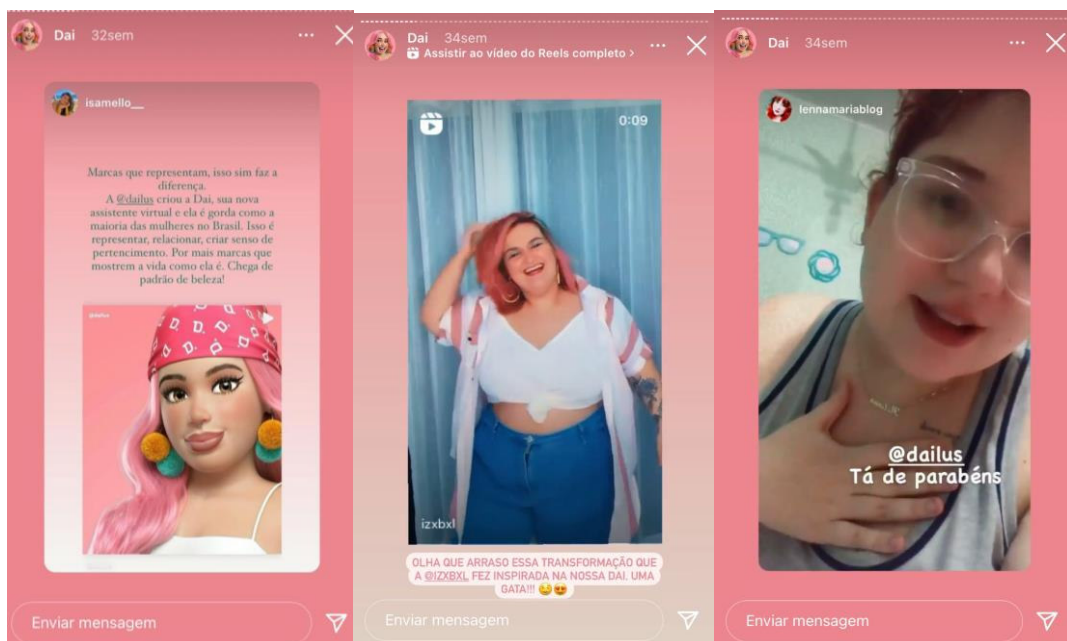 Dai 32sem
isamello__
Marcas que representam, isso sim faz a
diferença.
A @dailus criou a Dai, sua nova
assistente virtual e ela é gorda como a
maioria das mulheres no Brasil. Isso é
representar, relacionar, criar senso de
pertencimento. Por mais marcas que
mostrem a vida como ela é. Chega de
padrão de beleza!
@dailus
D. D. D. D. D.
Enviar mensagem
Dai 34sem
Assistir ao vídeo do Reels completo >
0:09
izxbxl
OLHA QUE ARRASO ESSA TRANSFORMAÇÃO QUE
A @IZXBXL FEZ INSPIRADA NA NOSSA DAI. UMA
GATA!!! 😏😍
Enviar mensagem
Dai 34sem
lennamariablog
@dailus
Tá de parabéns
Enviar mensagem